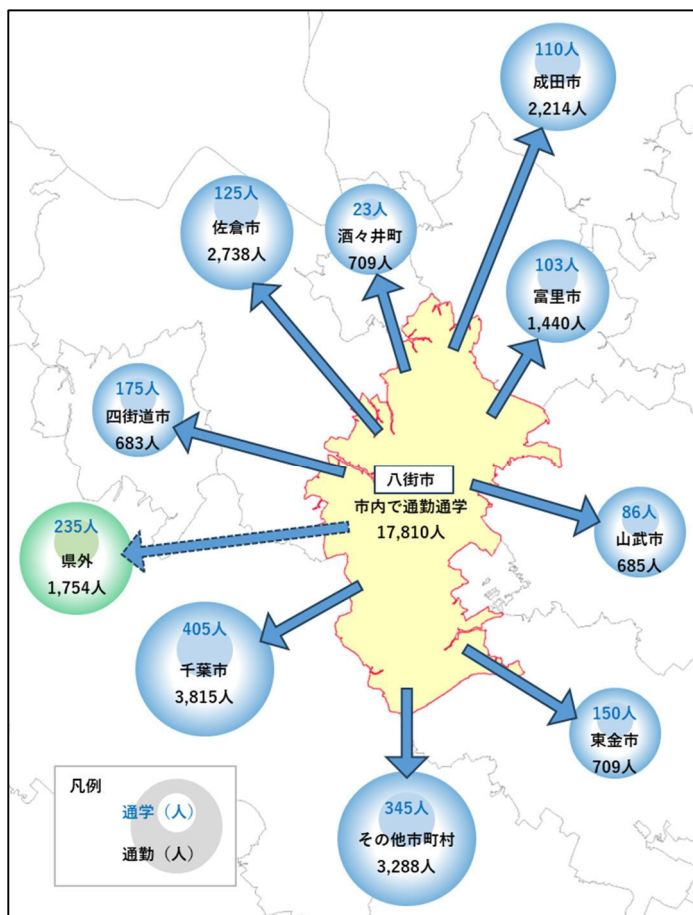 110人
成田市
2,214人
125人
佐倉市
2,738人
23人
酒々井町
709人
103人
富里市
1,440人
175人
四街道市
683人
八街市
市内で通勤通学
17,810人
86人
山武市
685人
235人
県外
1,754人
405人
千葉市
3,815人
150人
東金市
709人
345人
その他市町村
3,288人
凡例
通学（人）
通勤（人）